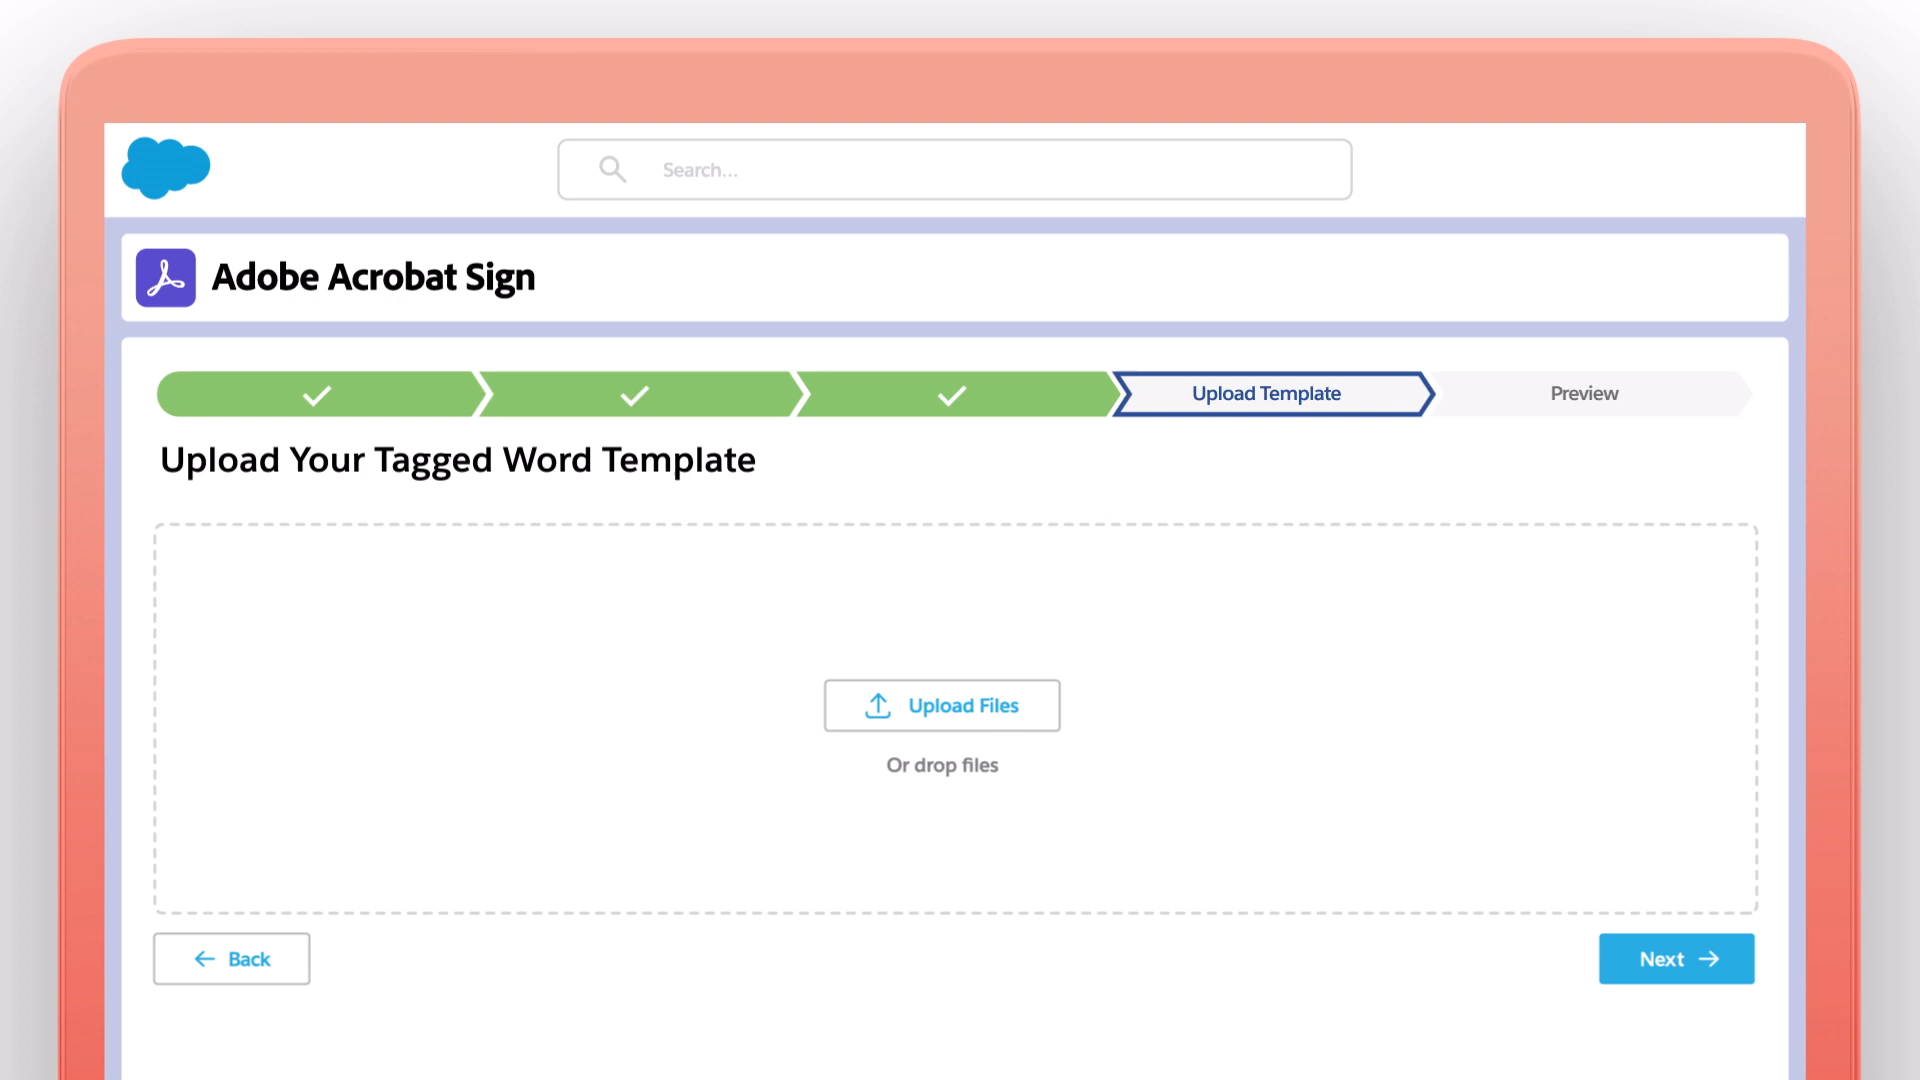 Search...
Adobe Acrobat Sign
Upload Template
Preview
Upload Your Tagged Word Template
Upload Files
Or drop files
Back
Next